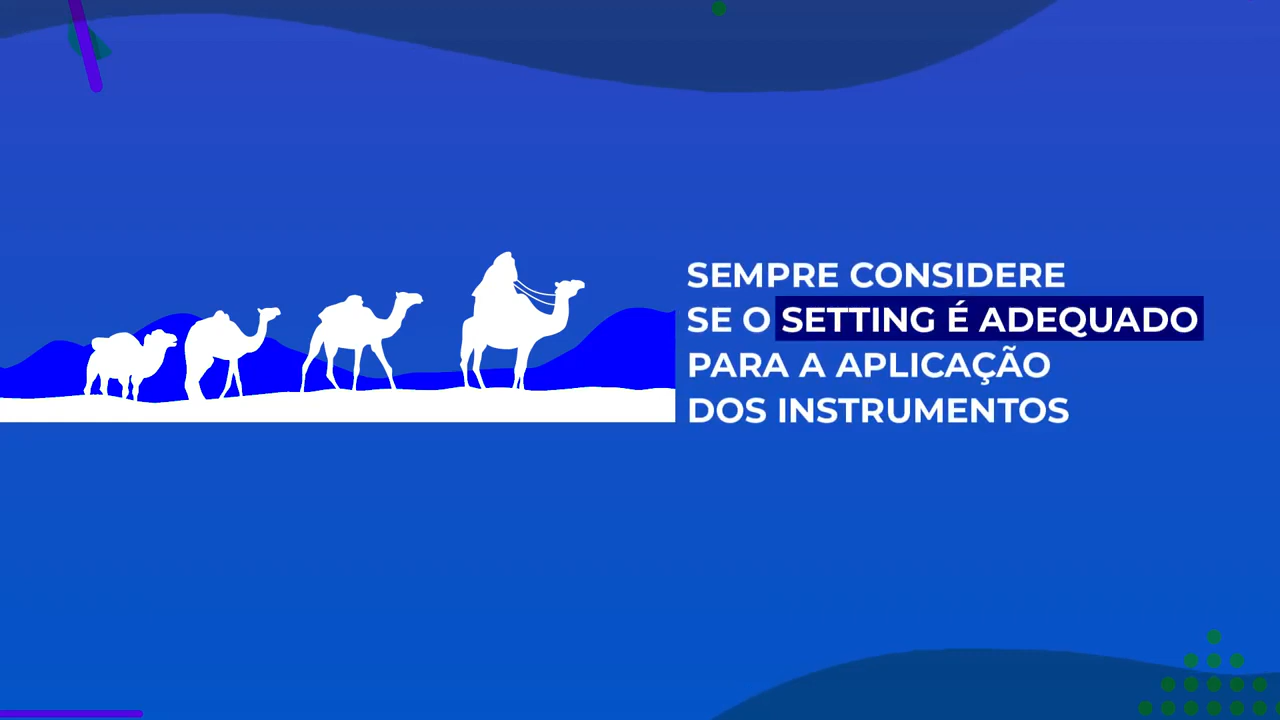 SEMPRE CONSIDERE
SE O SETTING É ADEQUADO
PARA A APLICAÇÃO
DOS INSTRUMENTOS